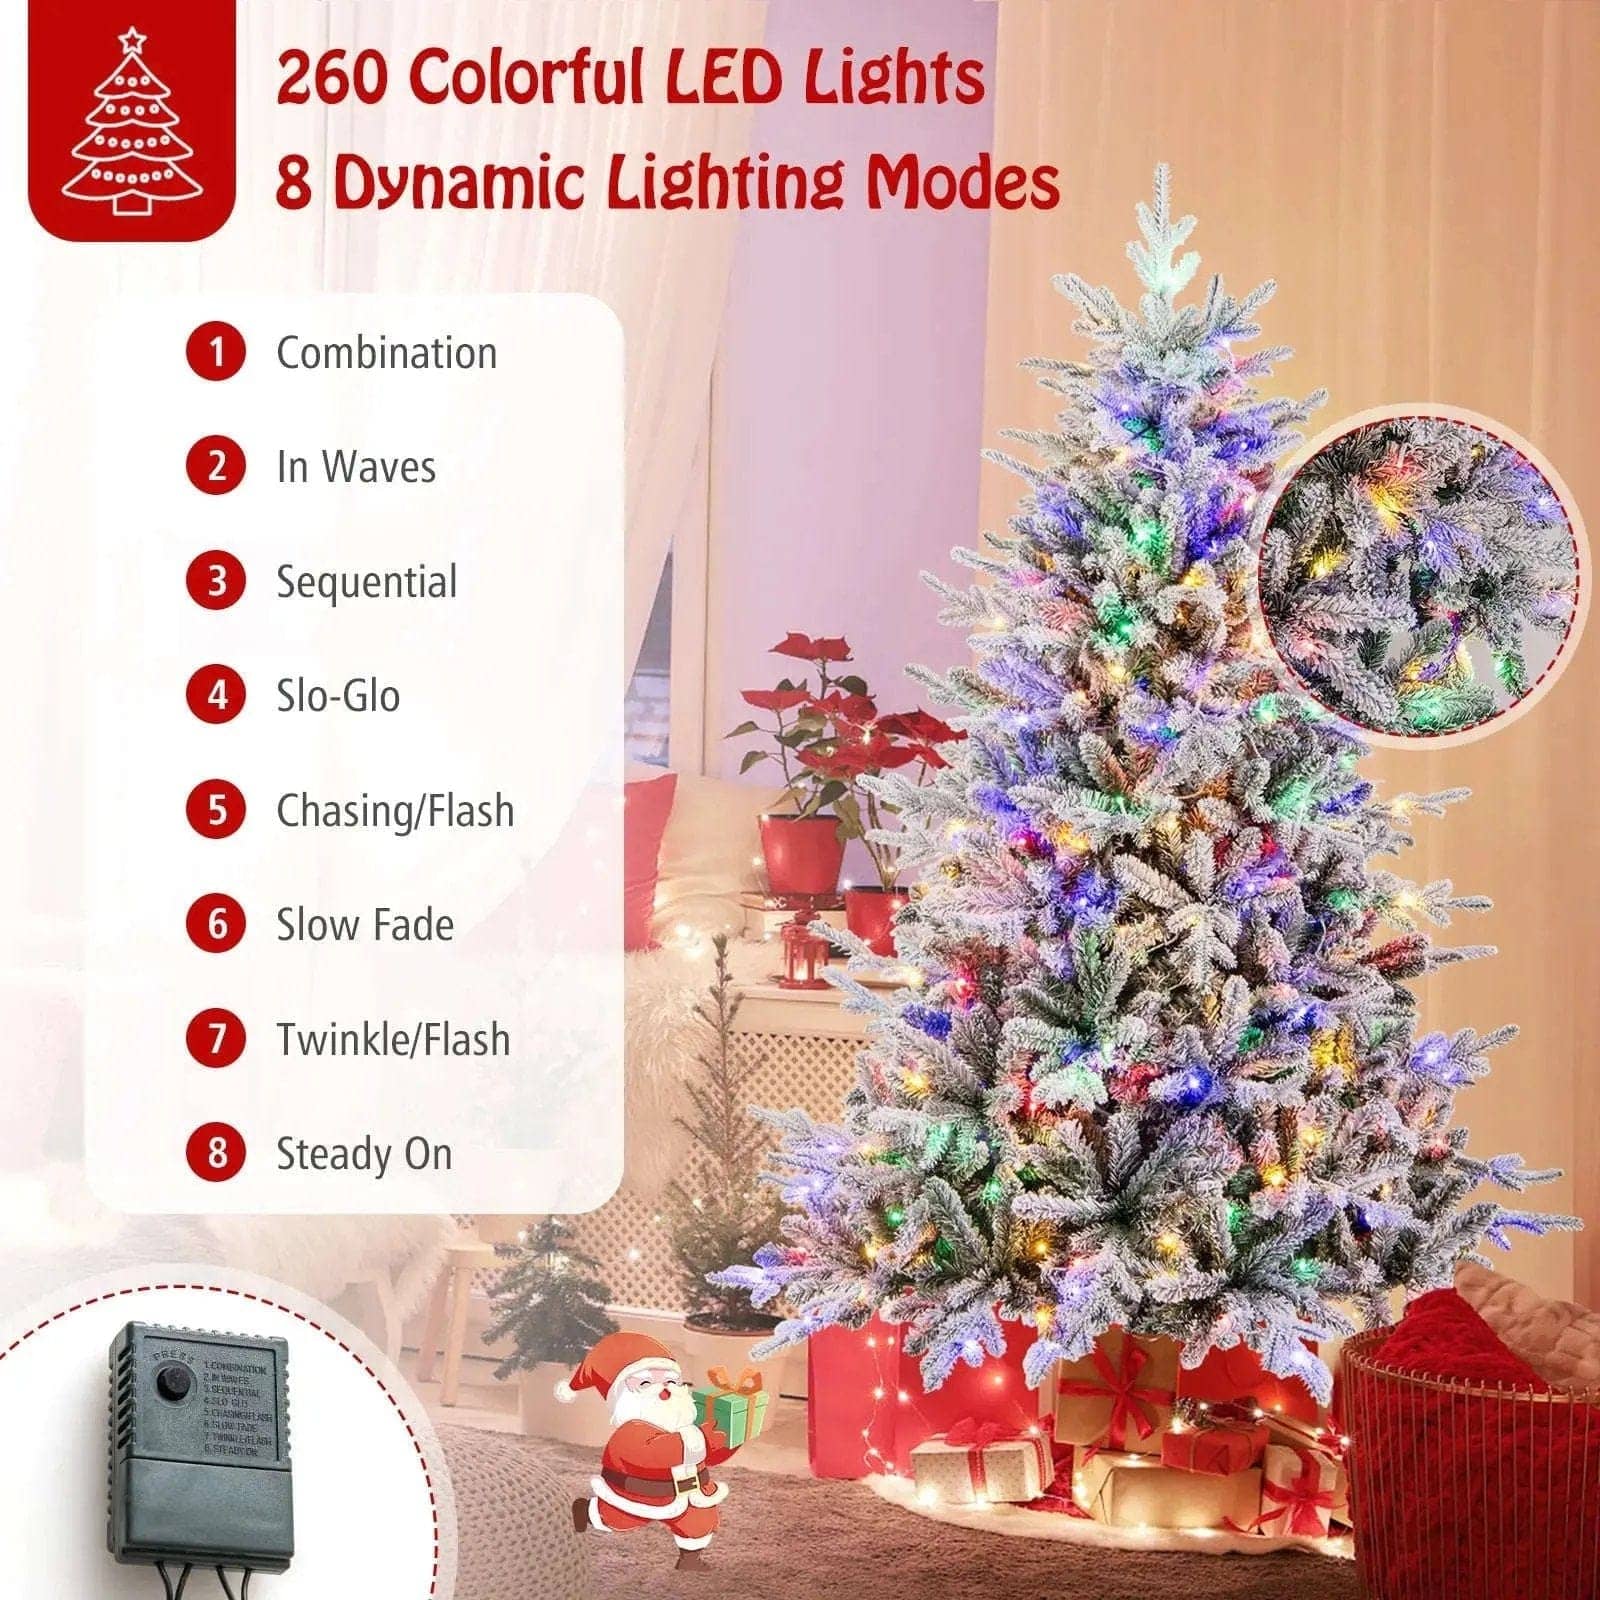 260 Colorful LED Lights
8 Dynamic Lighting Modes
1 Combination
2 In Waves
3 Sequential
4 Slo-Glo
5 Chasing/Flash
6 Slow Fade
7 Twinkle/Flash
8 Steady On
PRESS
1.COMBINATION
2.IN WAVES
3.SEQUENTIAL
4.SLO GLO
5.CHASING/FLASH
6.SLOW FADE
7.TWINKLE/FLASH
8.STEADY ON